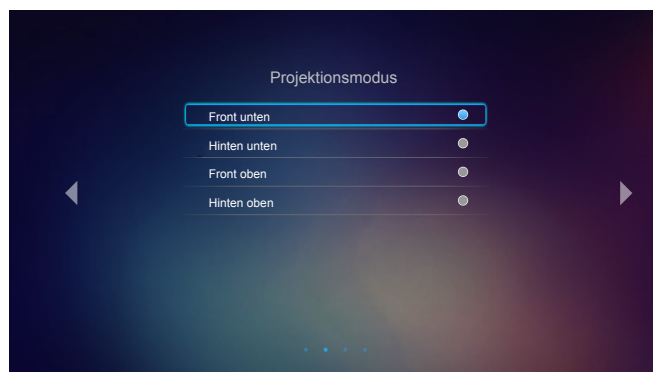 Projektionsmodus
Front unten
Hinten unten
Front oben
Hinten oben